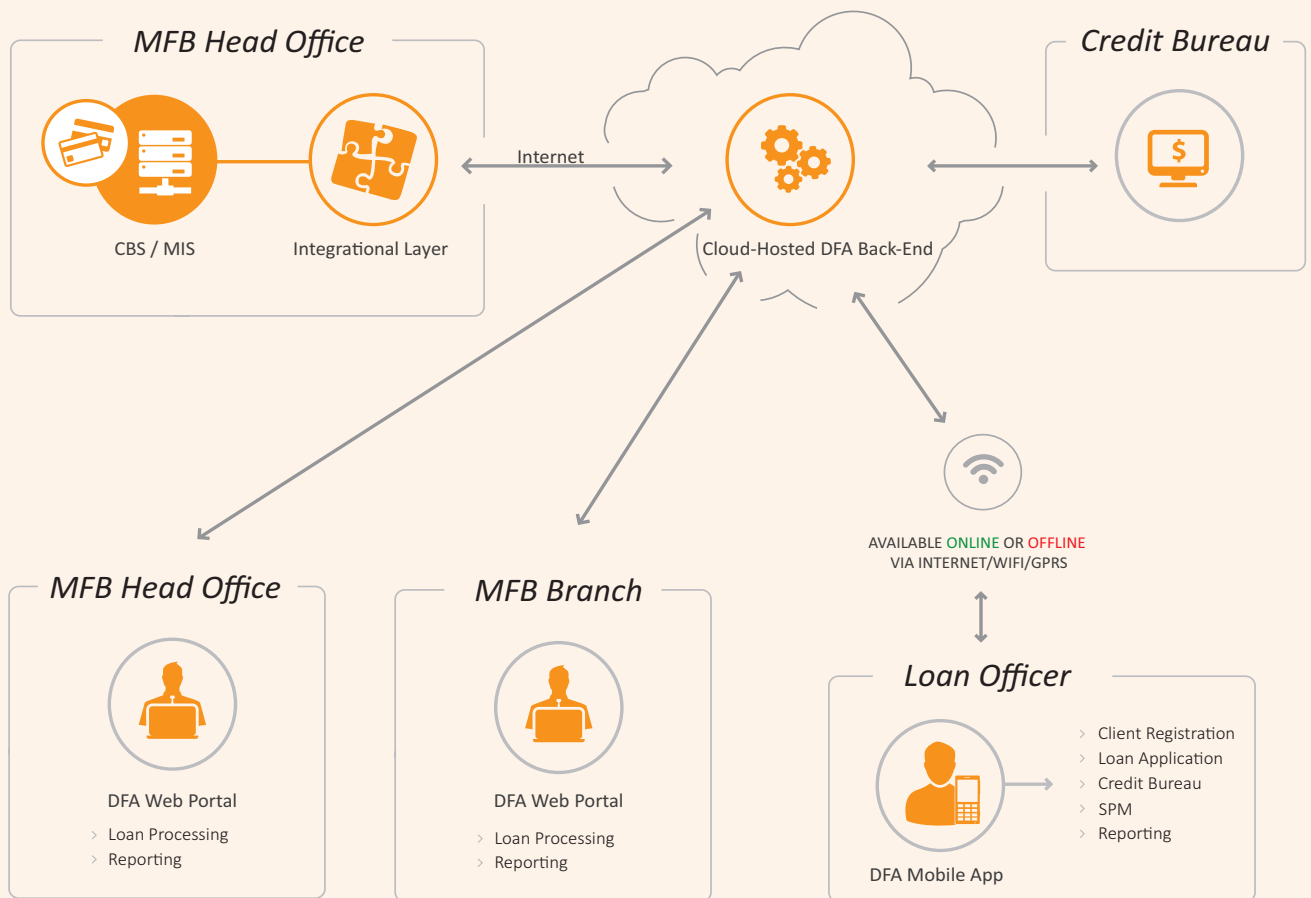 MFB Head Office
CBS / MIS
Integrational Layer
Internet
Cloud-Hosted DFA Back-End
Credit Bureau
$
AVAILABLE ONLINE OR OFFLINE
VIA INTERNET/WIFI/GPRS
MFB Head Office
DFA Web Portal
> Loan Processing
> Reporting
MFB Branch
DFA Web Portal
> Loan Processing
> Reporting
Loan Officer
DFA Mobile App
> Client Registration
> Loan Application
> Credit Bureau
> SPM
> Reporting